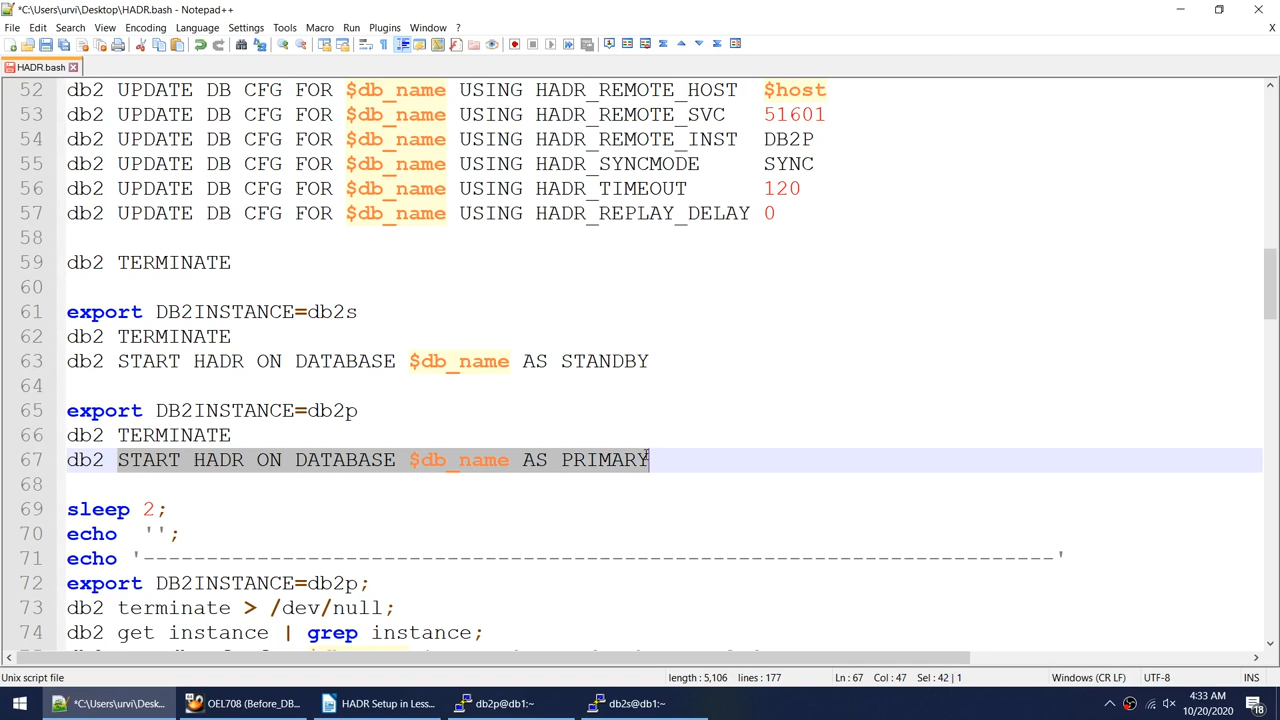 *C:\Users\urvi\Desktop\HADR.bash - Notepad++
File Edit Search View Encoding Language Settings Tools Macro Run Plugins Window ?
X
HADR.bash
52 db2 UPDATE DB CFG FOR $db_name USING HADR_REMOTE_HOST $host
53 db2 UPDATE DB CFG FOR $db_name USING HADR_REMOTE_SVC 51601
54 db2 UPDATE DB CFG FOR $db_name USING HADR_REMOTE_INST DB2P
55 db2 UPDATE DB CFG FOR $db_name USING HADR_SYNCMODE SYNC
56 db2 UPDATE DB CFG FOR $db_name USING HADR_TIMEOUT 120
57 db2 UPDATE DB CFG FOR $db_name USING HADR_REPLAY_DELAY 0
58
59 db2 TERMINATE
60
61 export DB2INSTANCE=db2s
62 db2 TERMINATE
63 db2 START HADR ON DATABASE $db_name AS STANDBY
64
65 export DB2INSTANCE=db2p
66 db2 TERMINATE
67 db2 START HADR ON DATABASE $db_name AS PRIMARY
68
69 sleep 2;
70 echo '';
71 echo '------------------------------------------------------------------------'
72 export DB2INSTANCE=db2p;
73 db2 terminate > /dev/null;
74 db2 get instance | grep instance;
Unix script file length : 5,106 lines : 177 Ln : 67 Col : 47 Sel : 42 | 1 Windows (CR LF) UTF-8 INS
*C:\Users\urvi\Desk... OEL708 (Before_DB... HADR Setup in Less... db2p@db1:~ db2s@db1:~ 4:33 AM
10/20/2020
18